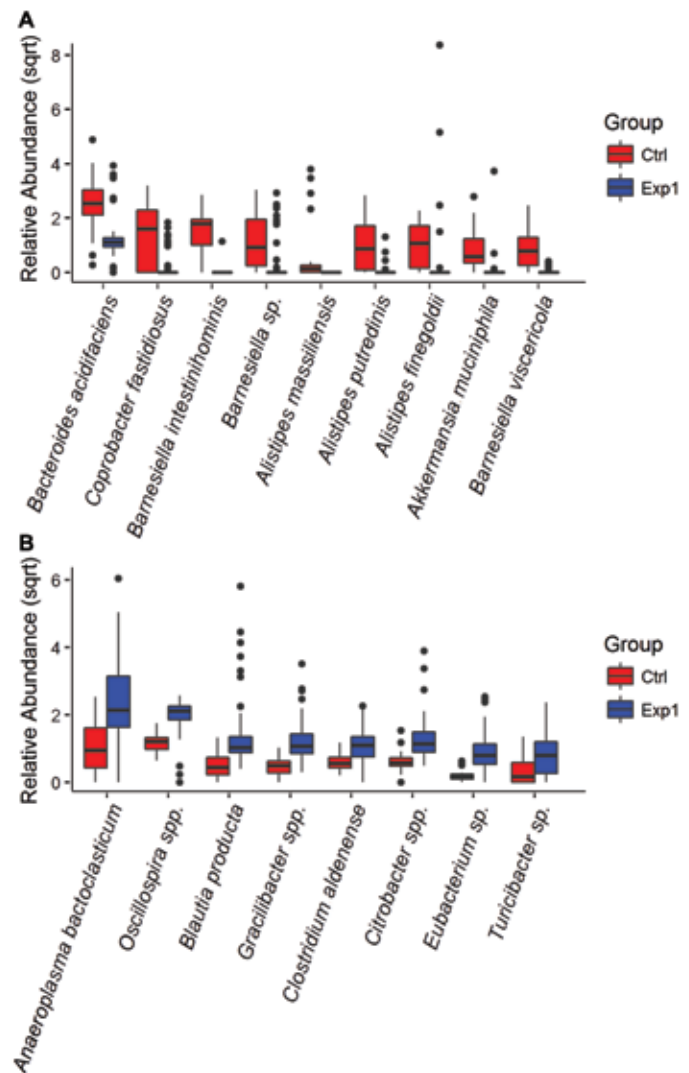 A
Relative Abundance (sqrt)
8
6
4
2
0
Group
Ctrl
Exp1
Bacteroides acidifaciens
Coprobacter fastidiosus
Barnesiella intestinihominis
Barnesiella sp.
Alistipes massiliensis
Alistipes putredinis
Alistipes finegoldii
Akkermansia muciniphila
Barnesiella viscericola
B
Relative Abundance (sqrt)
6
4
2
0
Group
Ctrl
Exp1
Anaeroplasma bactoclasticum
Oscillospira spp.
Blautia producta
Gracilibacter spp.
Clostridium aldenense
Citrobacter spp.
Eubacterium sp.
Turicibacter sp.